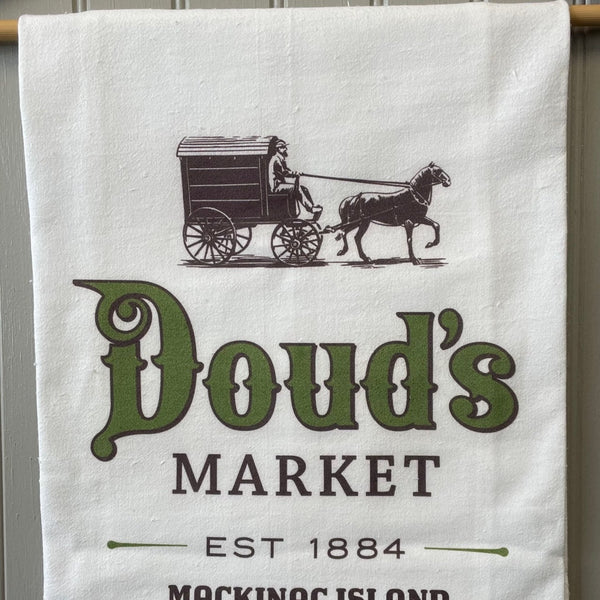 Doud's
MARKET
EST 1884
MACKINAC ISLAND